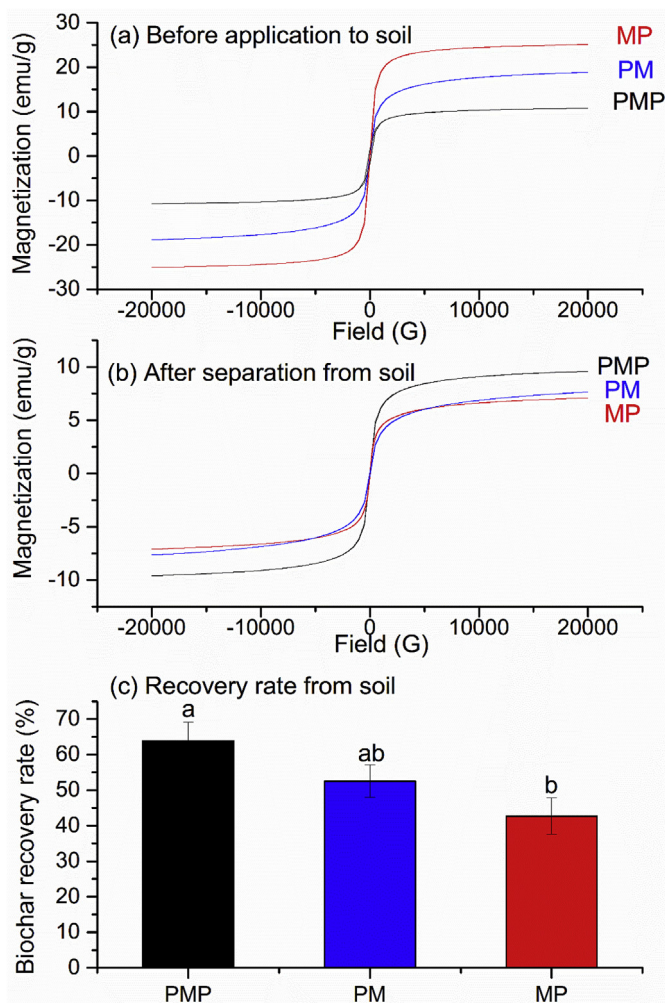 (a) Before application to soil
MP
PM
PMP
Magnetization (emu/g)
30
20
10
0
-10
-20
-30
-20000 -10000 0 10000 20000
Field (G)
(b) After separation from soil
PMP
PM
MP
Magnetization (emu/g)
10
5
0
-5
-10
-20000 -10000 0 10000 20000
Field (G)
(c) Recovery rate from soil
a
ab
b
Biochar recovery rate (%)
70
60
50
40
30
20
10
0
PMP PM MP